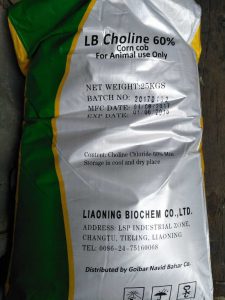 LB Choline 60%
Corn cob
For Animal use Only
NET WEIGHT:25KGS
BATCH NO:
MFC DATE:
EXP DATE:
Content: Choline Chloride 60% Min
Storage in cool and dry place
LIAONING BIOCHEM CO.,LTD.
ADDRESS: LSP INDUSTRIAL ZONE,
CHANGTU, TIELING, LIAONING.
TEL: 0086-24-75160068
Distributed by Golbar Navid Bahar Co.